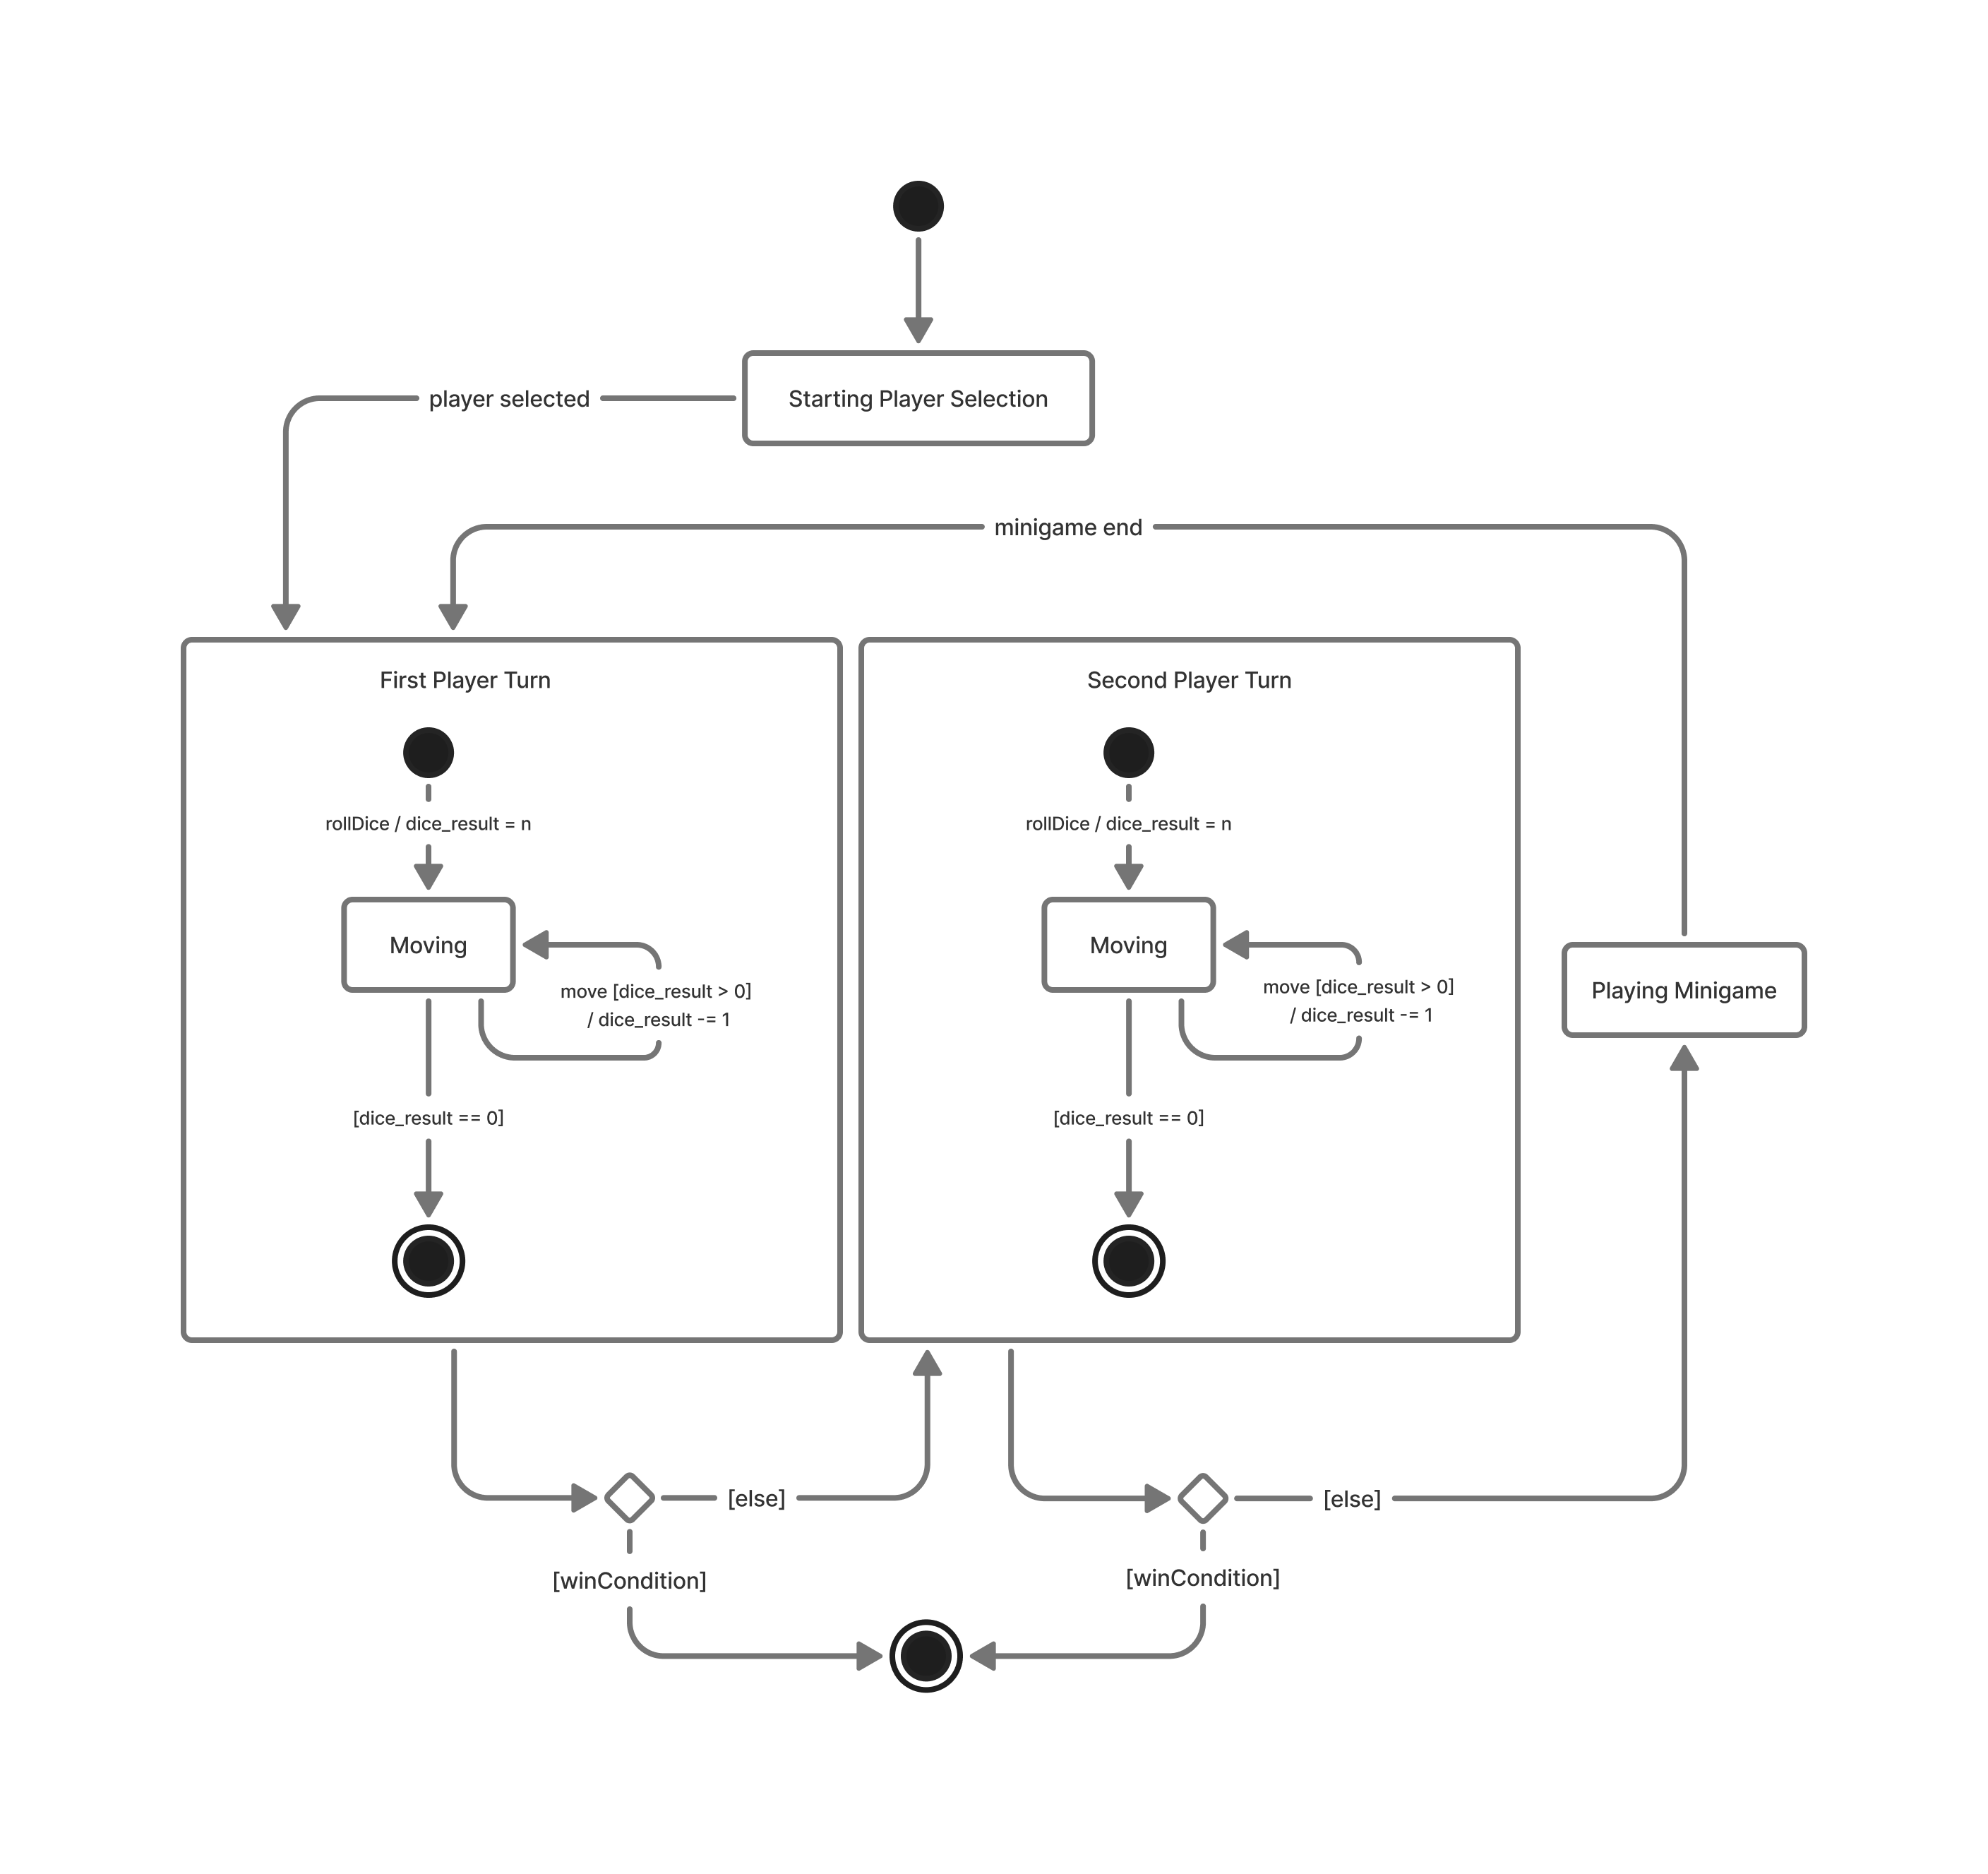 Starting Player Selection
player selected
minigame end
First Player Turn
rollDice / dice_result = n
Moving
move [dice_result > 0]
/ dice_result -= 1
[dice_result == 0]
Second Player Turn
rollDice / dice_result = n
Moving
move [dice_result > 0]
/ dice_result -= 1
[dice_result == 0]
Playing Minigame
[else]
[winCondition]
[else]
[winCondition]